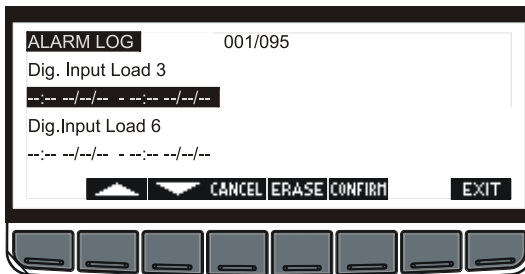 ALARM LOG 001/095
Dig. Input Load 3
--:-- --/--/-- - --:-- --/--/--
Dig.Input Load 6
--:-- --/--/-- - --:-- --/--/--
CANCEL ERASE CONFIRM EXIT